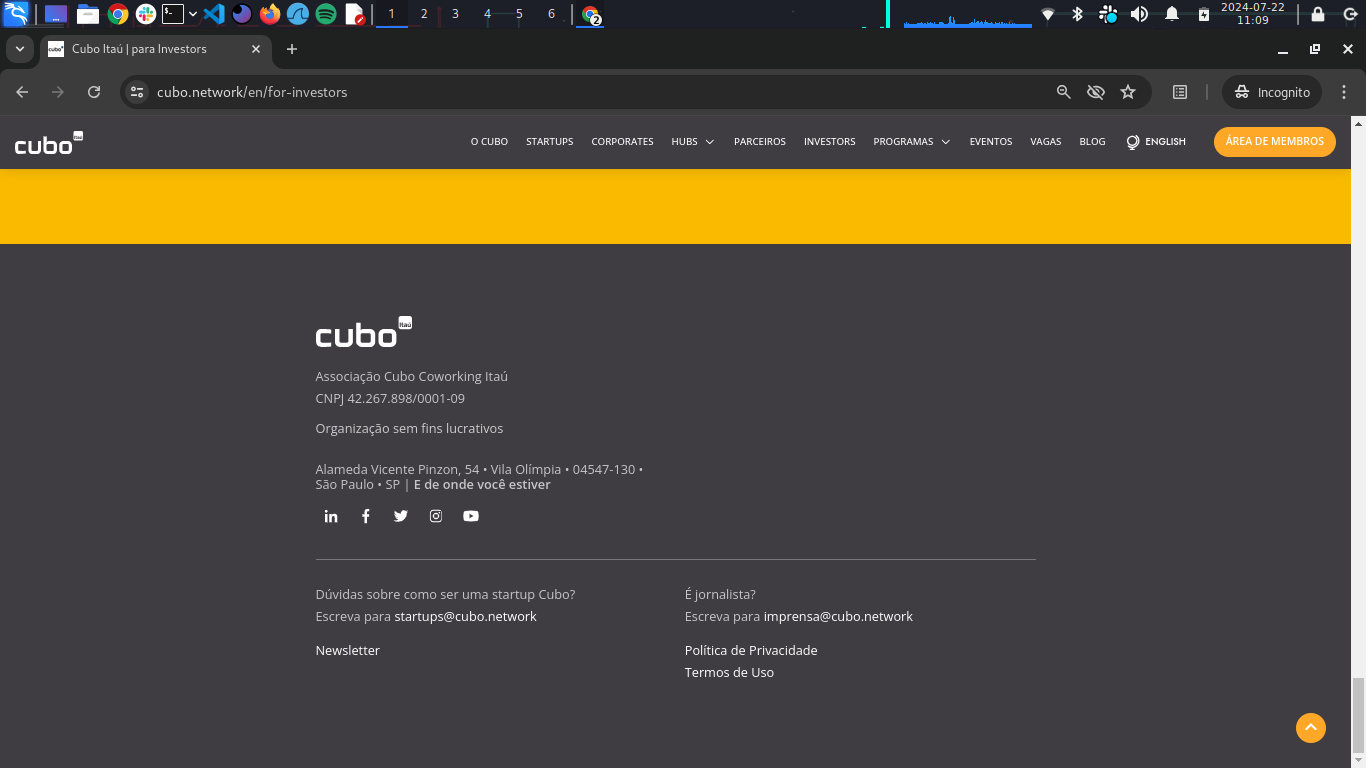 1 2 3 4 5 6
2
2024-07-22
11:09
Cubo Itaú | para Investors
cubo.network/en/for-investors
Incognito
cubo Itaú
O CUBO STARTUPS CORPORATES HUBS PARCEIROS INVESTORS PROGRAMAS EVENTOS VAGAS BLOG ENGLISH ÁREA DE MEMBROS
cubo Itaú
Associação Cubo Coworking Itaú
CNPJ 42.267.898/0001-09
Organização sem fins lucrativos
Alameda Vicente Pinzon, 54 • Vila Olímpia • 04547-130 •
São Paulo • SP | E de onde você estiver
Dúvidas sobre como ser uma startup Cubo?
Escreva para startups@cubo.network
Newsletter
É jornalista?
Escreva para imprensa@cubo.network
Política de Privacidade
Termos de Uso